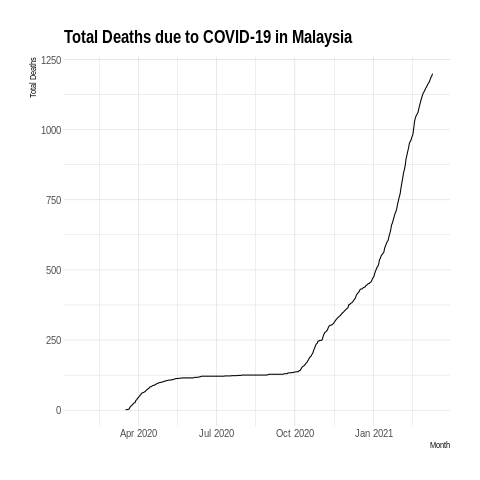 Total Deaths due to COVID-19 in Malaysia
Total Deaths
1250
1000
750
500
250
0
Apr 2020
Jul 2020
Oct 2020
Jan 2021
Month